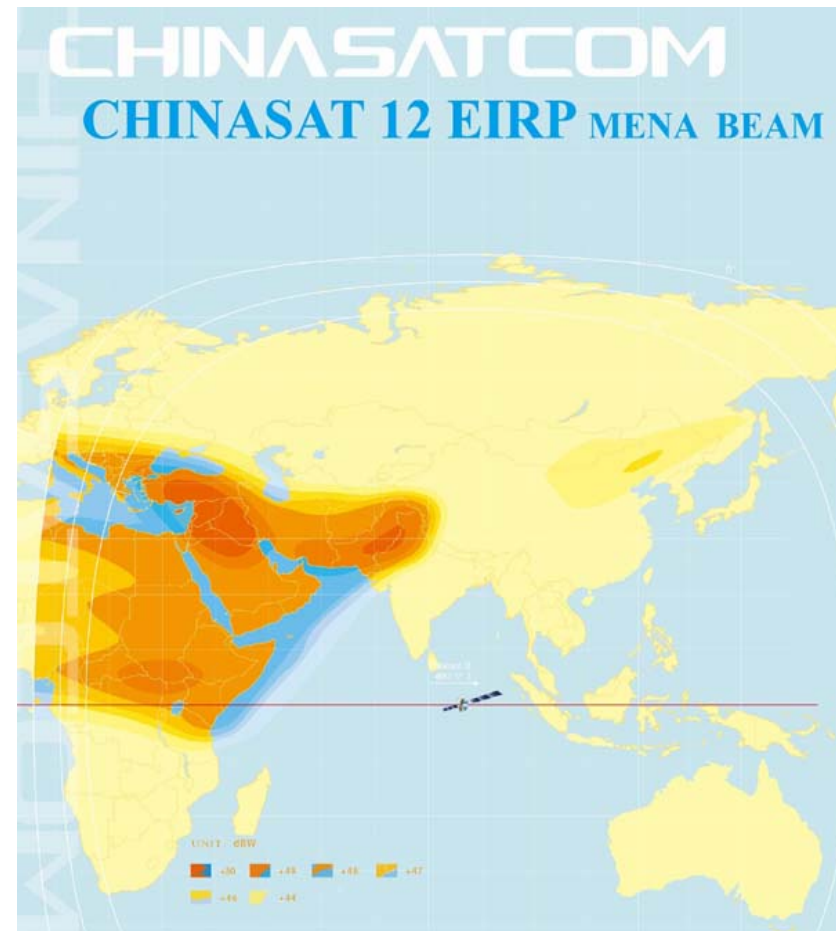 CHINASATCOM
CHINASAT 12 EIRP MENA BEAM
UNIT dBW
+50 +49 +48 +47
+46 +44